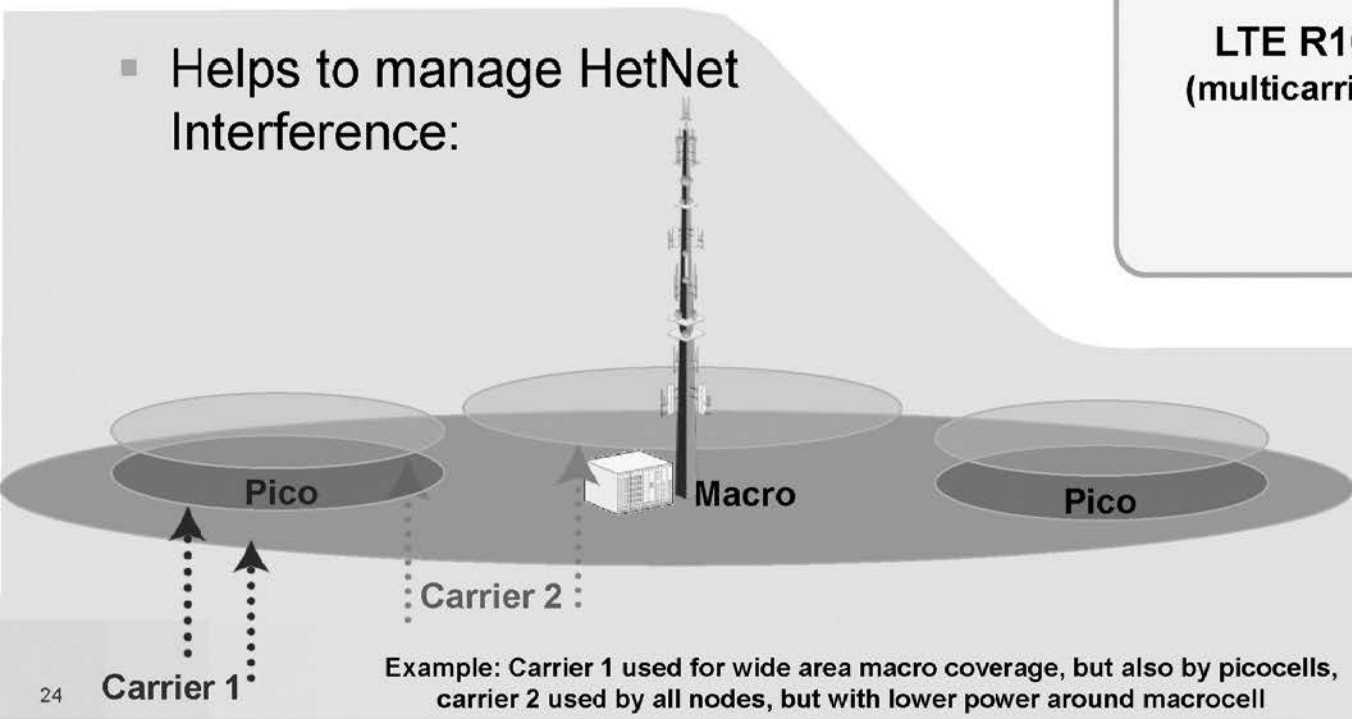 ▪ Helps to manage HetNet
Interference:
LTE
Pico
Macro
Pico
Carrier 2
Carrier 1
Example: Carrier 1 used for wide area macro coverage, but also by picocells,
carrier 2 used by all nodes, but with lower power around macrocell
24